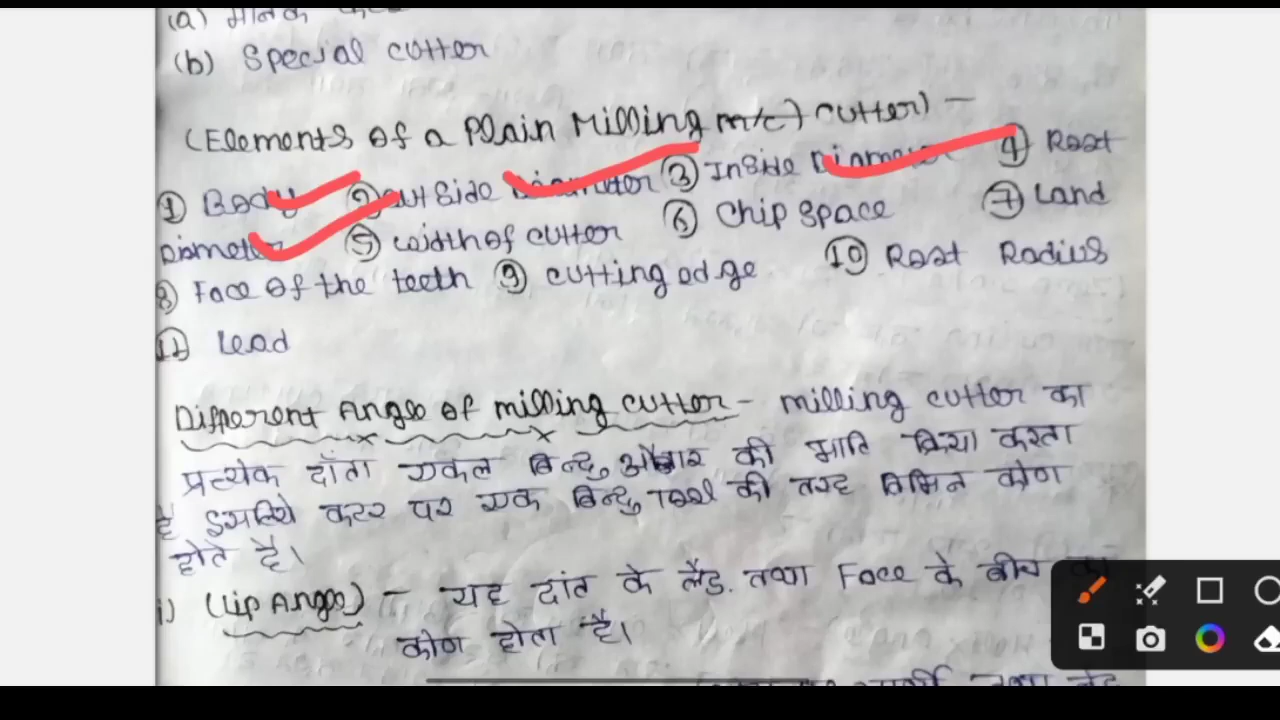 (a) मानक
(b) Special cutter
(Elements of a Plain Milling m/c) cutter) -
① Body ② outside Diameter ③ Inside Diameter ④ Root
Diameter ⑤ width of cutter ⑥ Chip Space ⑦ Land
⑧ Face of the teeth ⑨ cutting edge ⑩ Root Radius
⑪ Lead
Different Angle of milling cutter - milling cutter का
प्रत्येक दाँता एकल बिन्दु औजार की भाति क्रिया करता
है इसलिये कटर पर एक बिन्दु Tool की तरह विभिन कोण
होते है।
i) (Lip Angle) - यह दांत के लैंड. तथा Face के बीच का
कोण होता है।
तथा